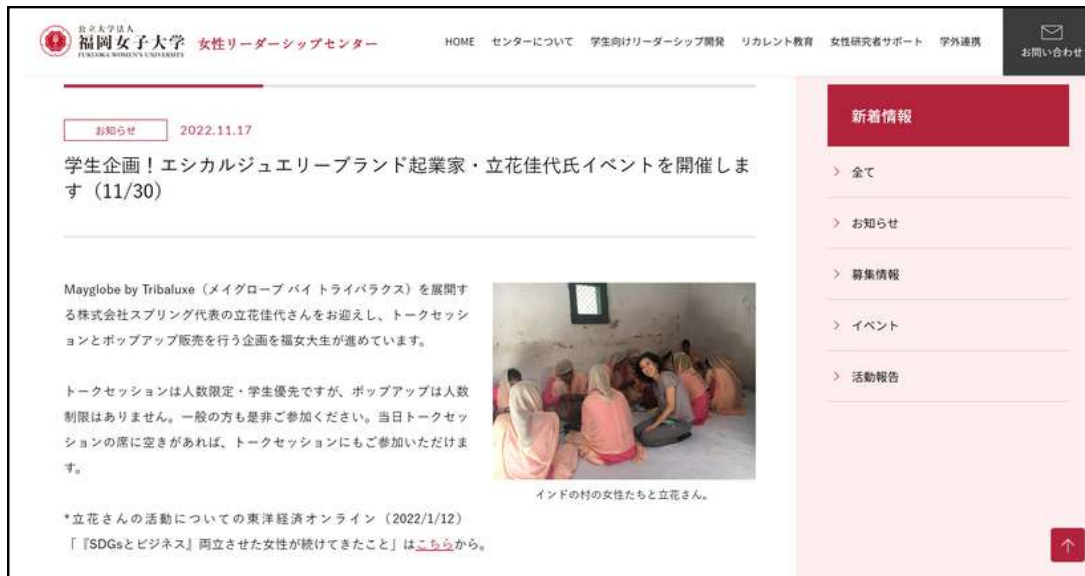 公立大学法人
福岡女子大学
FUKUOKA WOMEN'S UNIVERSITY
女性リーダーシップセンター
HOME センターについて 学生向けリーダーシップ開発 リカレント教育 女性研究者サポート 学外連携
お問い合わせ
お知らせ 2022.11.17
学生企画！エシカルジュエリーブランド起業家・立花佳代氏イベントを開催しま
す（11/30）
Mayglobe by Tribaluxe（メイグローブ バイ トライバラクス）を展開す
る株式会社スプリング代表の立花佳代さんをお迎えし、トークセッシ
ョンとポップアップ販売を行う企画を福女大生が進めています。
トークセッションは人数限定・学生優先ですが、ポップアップは人数
制限はありません。一般の方も是非ご参加ください。当日トークセッ
ションの席に空きがあれば、トークセッションにもご参加いただけま
す。
*立花さんの活動についての東洋経済オンライン（2022/1/12）
「『SDGsとビジネス』両立させた女性が続けてきたこと」はこちらから。
インドの村の女性たちと立花さん。
新着情報
全て
お知らせ
募集情報
イベント
活動報告